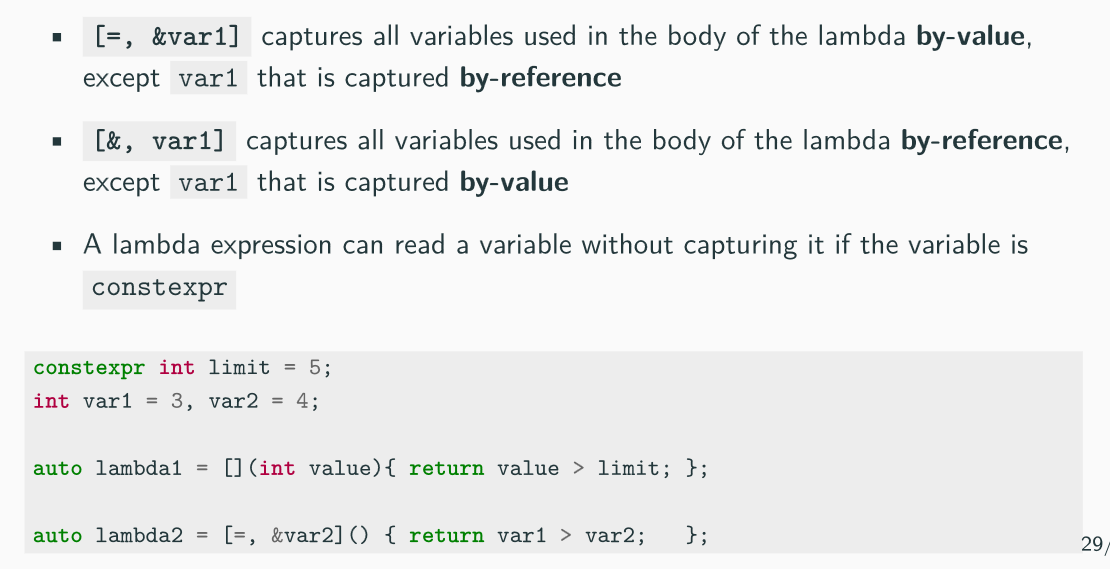 ▪ [=, &var1] captures all variables used in the body of the lambda by-value,
except var1 that is captured by-reference
▪ [&, var1] captures all variables used in the body of the lambda by-reference,
except var1 that is captured by-value
▪ A lambda expression can read a variable without capturing it if the variable is
constexpr
constexpr int limit = 5;
int var1 = 3, var2 = 4;
auto lambda1 = [](int value){ return value > limit; };
auto lambda2 = [=, &var2]() { return var1 > var2;   };
29/